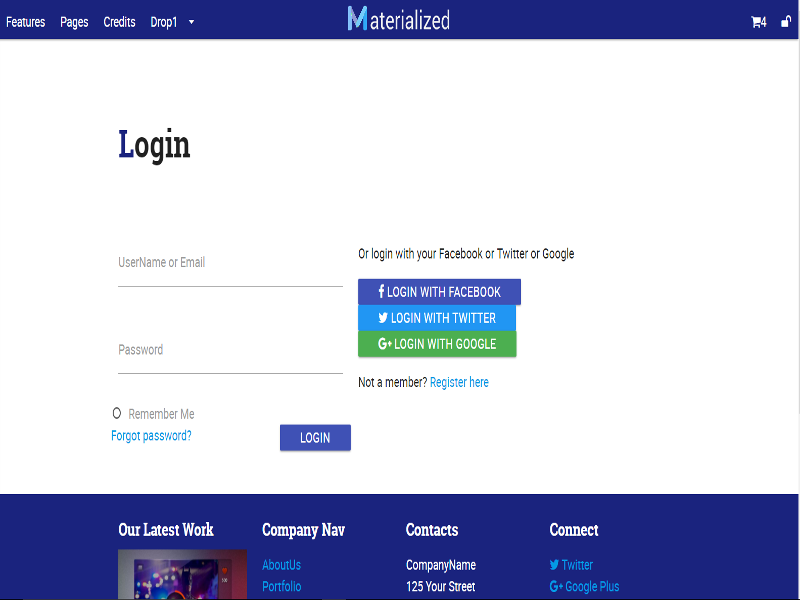 Features Pages Credits Drop1 Materialized 4
Login
Or login with your Facebook or Twitter or Google
UserName or Email
LOGIN WITH FACEBOOK
LOGIN WITH TWITTER
G+ LOGIN WITH GOOGLE
Password
Not a member? Register here
Remember Me
Forgot password?
LOGIN
Our Latest Work Company Nav Contacts Connect
AboutUs CompanyName Twitter
Portfolio 125 Your Street G+ Google Plus